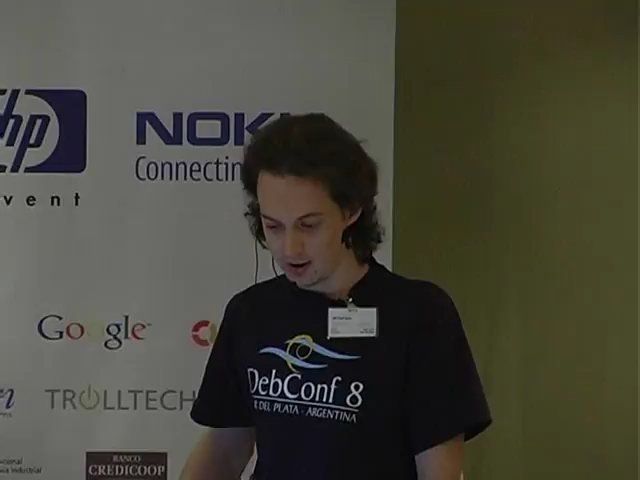 hp
vent
NOKI
Connectin
Google
TROLLTECH
BANCO
CREDICOOP
DebConf 8
R DEL PLATA - ARGENTINA